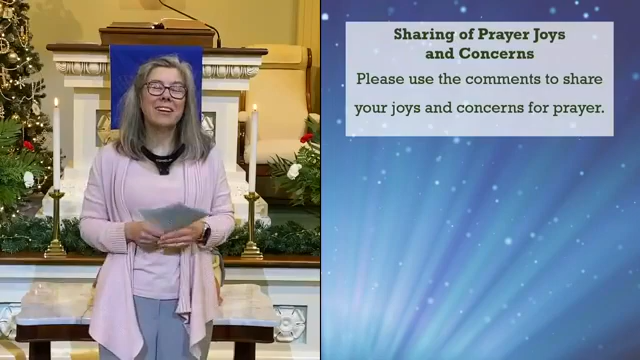 Sharing of Prayer Joys
and Concerns
Please use the comments to share
your joys and concerns for prayer.